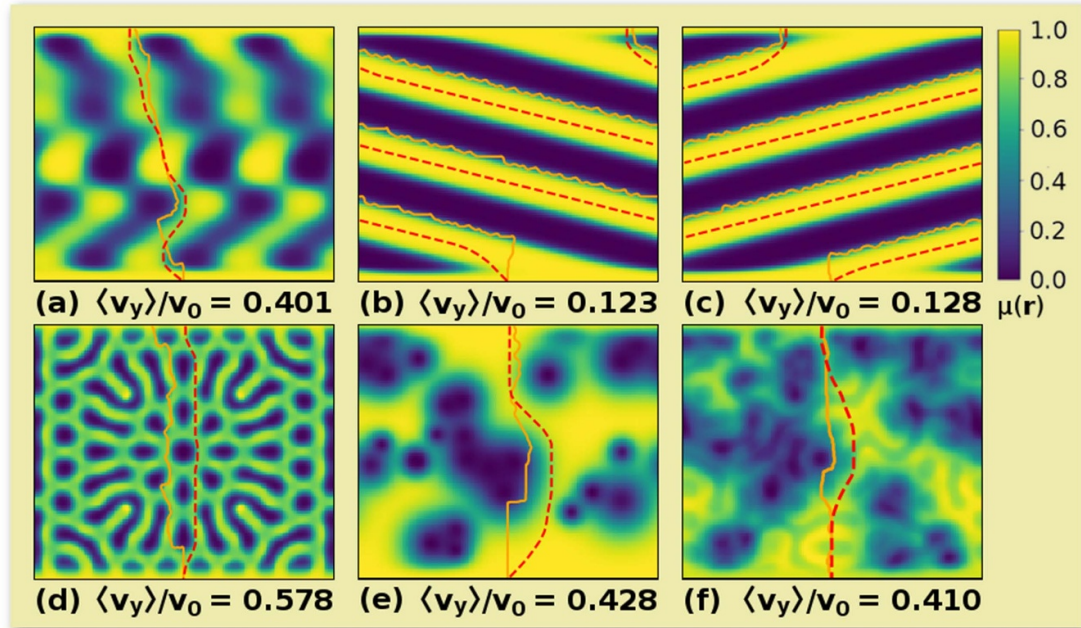 1.0
0.8
0.6
0.4
0.2
0.0
μ(r)
(a) ⟨v_y⟩/v_0 = 0.401
(b) ⟨v_y⟩/v_0 = 0.123
(c) ⟨v_y⟩/v_0 = 0.128
(d) ⟨v_y⟩/v_0 = 0.578
(e) ⟨v_y⟩/v_0 = 0.428
(f) ⟨v_y⟩/v_0 = 0.410